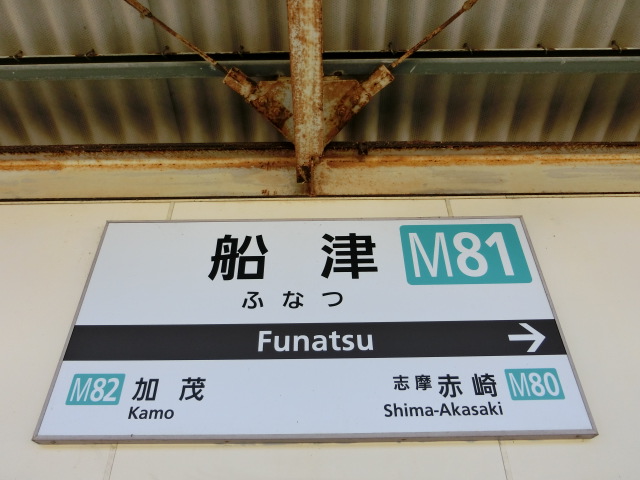 船津 M81
ふなつ
Funatsu →
M82 加茂 志摩赤崎 M80
Kamo Shima-Akasaki